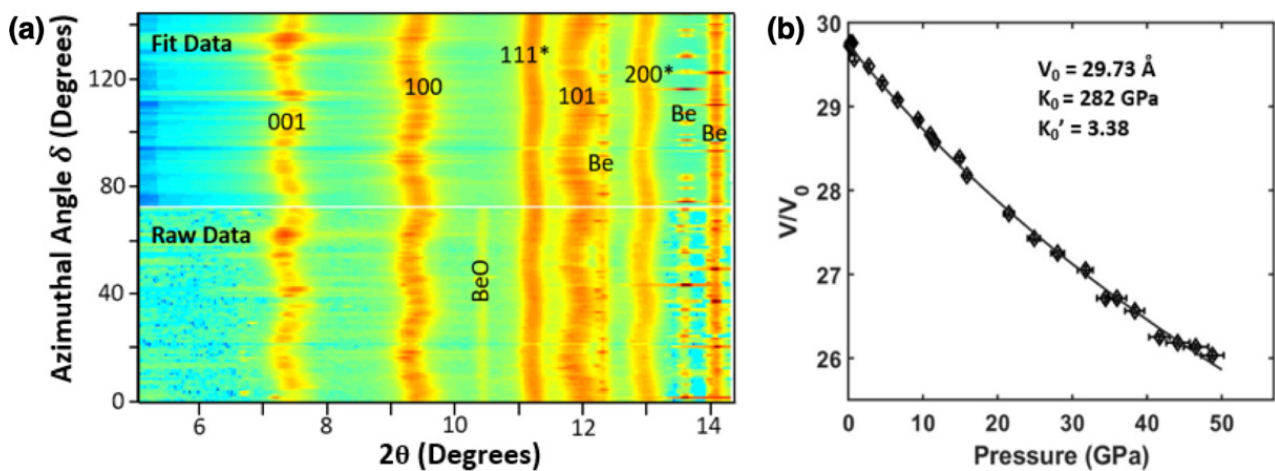 (a)
Fit Data
001
100
111*
101
200*
Be
Be
Be
Raw Data
BeO
Azimuthal Angle δ (Degrees)
120
80
40
0
6
8
10
12
14
2θ (Degrees)
(b)
V₀ = 29.73 Å
K₀ = 282 GPa
K₀' = 3.38
V/V₀
30
29
28
27
26
0
10
20
30
40
50
Pressure (GPa)